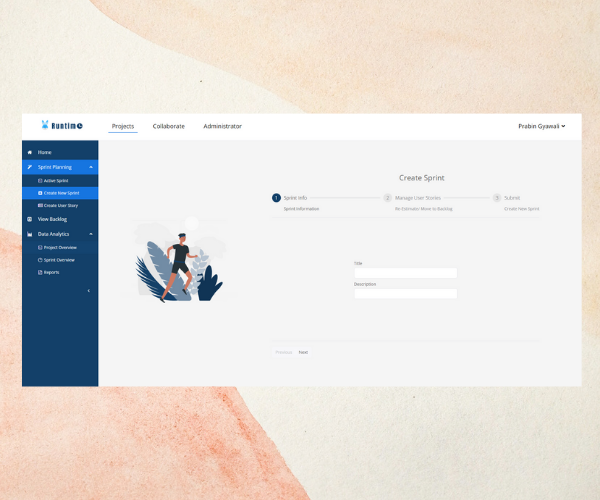 Runtime
Projects
Collaborate
Administrator
Prabin Gyawali
Home
Sprint Planning
Active Sprint
Create New Sprint
Create User Story
View Backlog
Data Analytics
Project Overview
Sprint Overview
Reports
Create Sprint
1 Sprint Info
Sprint Information
2 Manage User Stories
Re-Estimate/ Move to Backlog
3 Submit
Create New Sprint
Title
Description
Previous Next